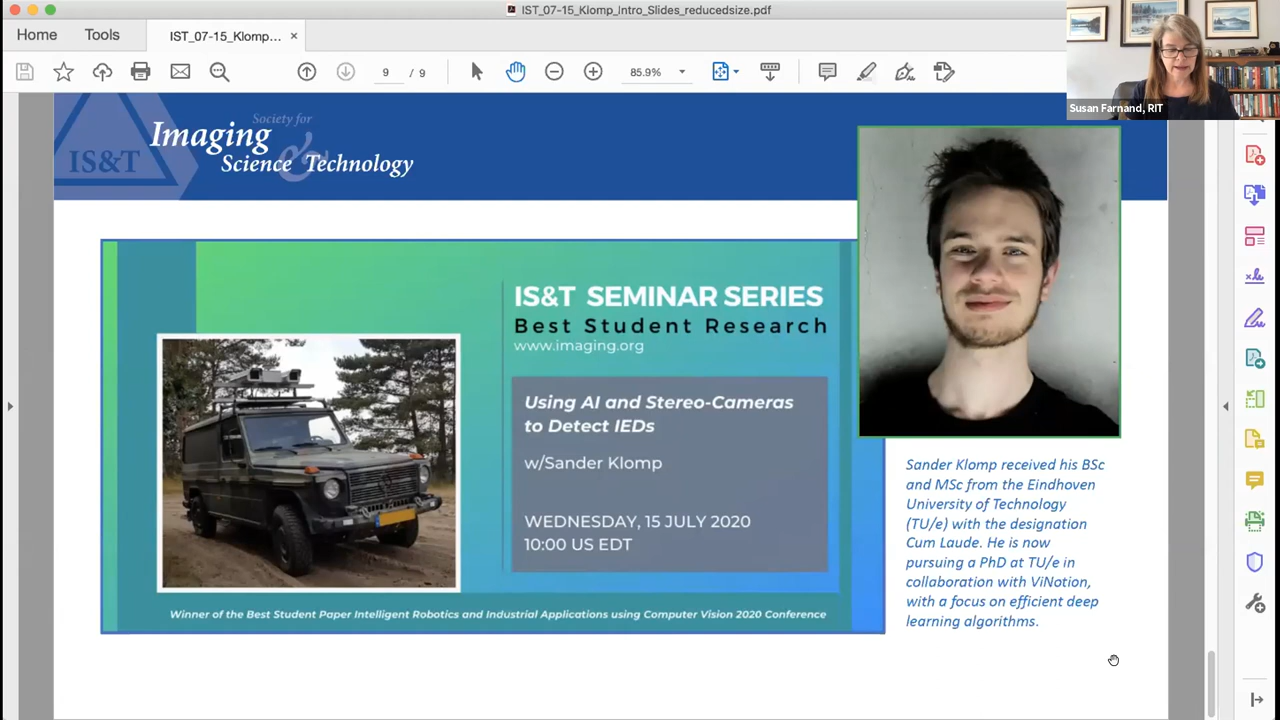 IST_07-15_Klomp_Intro_Slides_reducedsize.pdf
Home
Tools
IST_07-15_Klomp... ×
9 / 9
85.9%
Susan Farnand, RIT
IS&T
Society for
Imaging
&
Science Technology
IS&T SEMINAR SERIES
Best Student Research
www.imaging.org
Using AI and Stereo-Cameras
to Detect IEDs
w/Sander Klomp
WEDNESDAY, 15 JULY 2020
10:00 US EDT
Winner of the Best Student Paper Intelligent Robotics and Industrial Applications using Computer Vision 2020 Conference
Sander Klomp received his BSc
and MSc from the Eindhoven
University of Technology
(TU/e) with the designation
Cum Laude. He is now
pursuing a PhD at TU/e in
collaboration with ViNotion,
with a focus on efficient deep
learning algorithms.